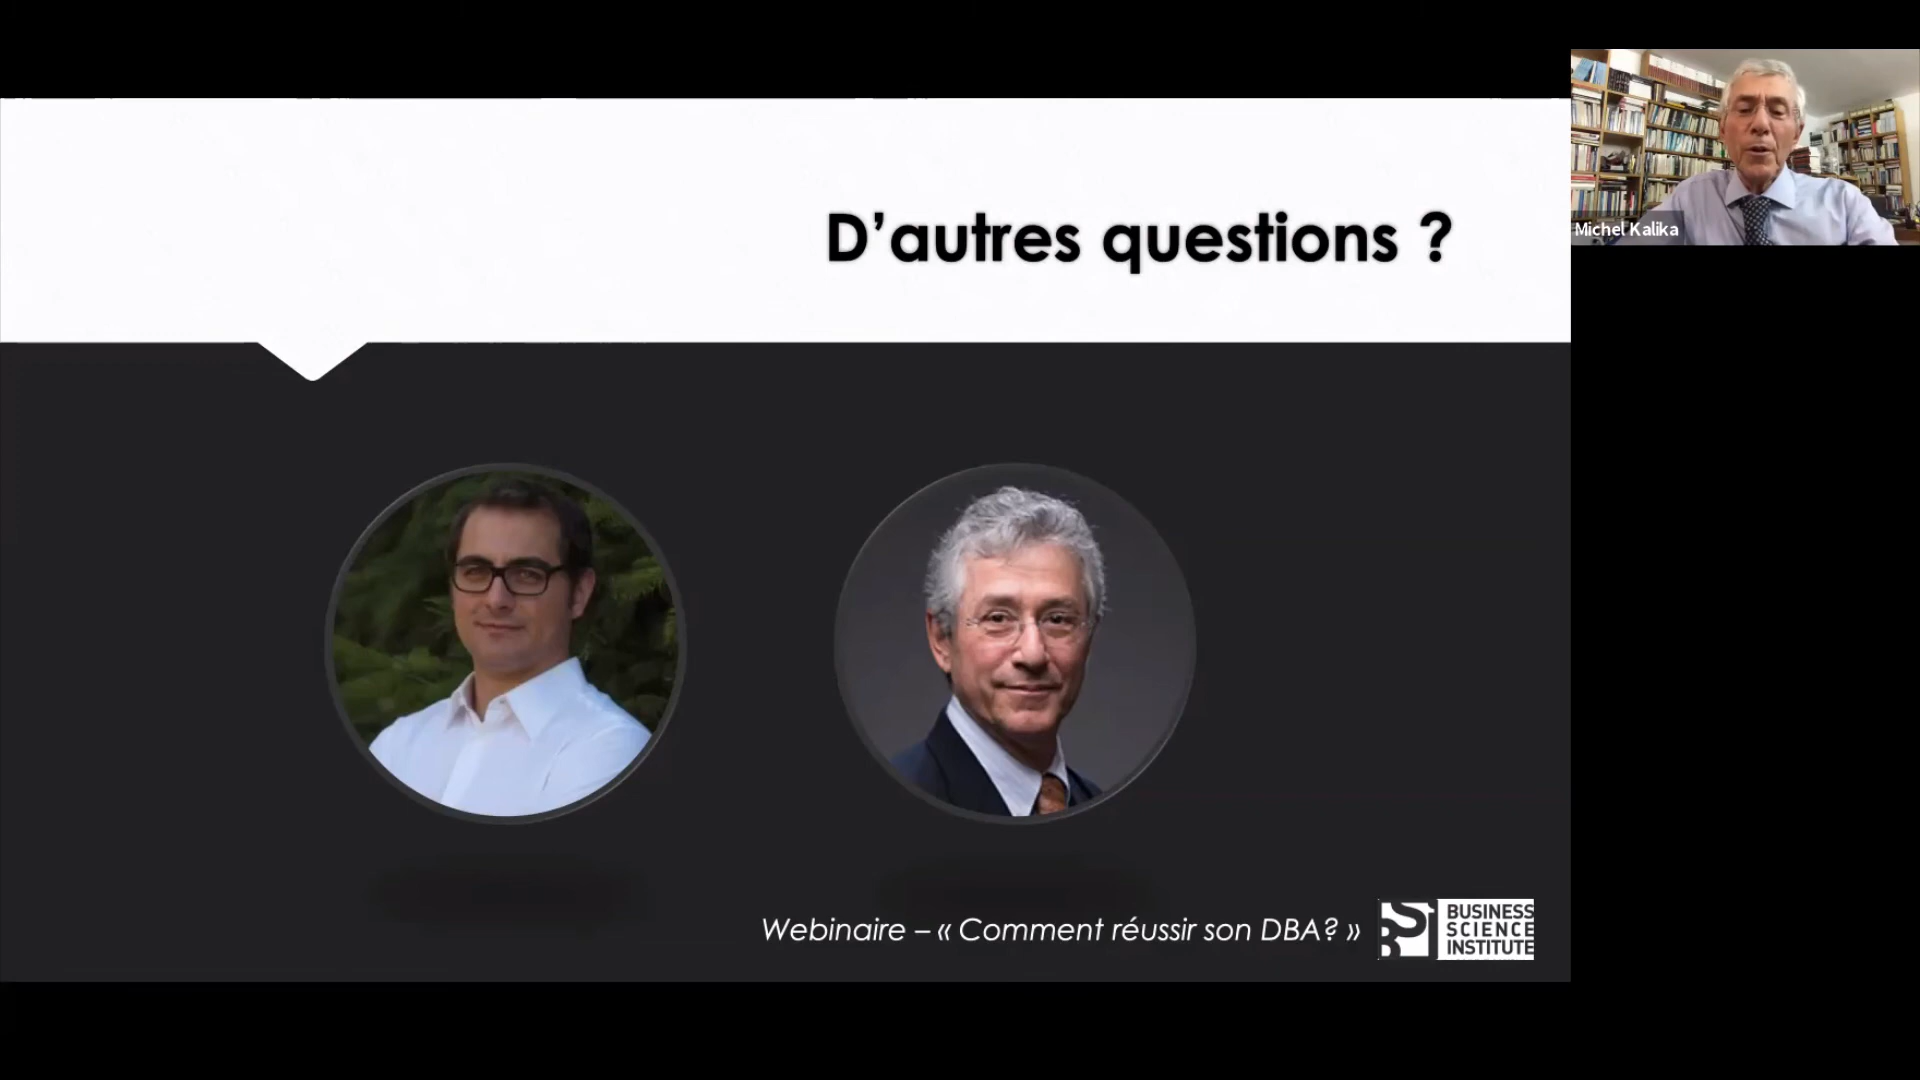 D’autres questions ?
Michel Kalika
Webinaire – « Comment réussir son DBA? »
BUSINESS
SCIENCE
INSTITUTE